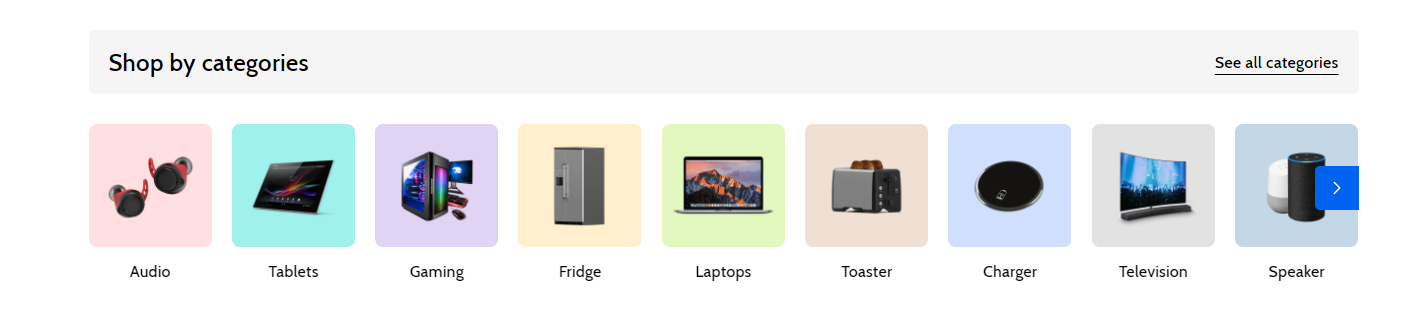 Shop by categories
See all categories
Audio
Tablets
Gaming
Fridge
Laptops
Toaster
Charger
Television
Speaker